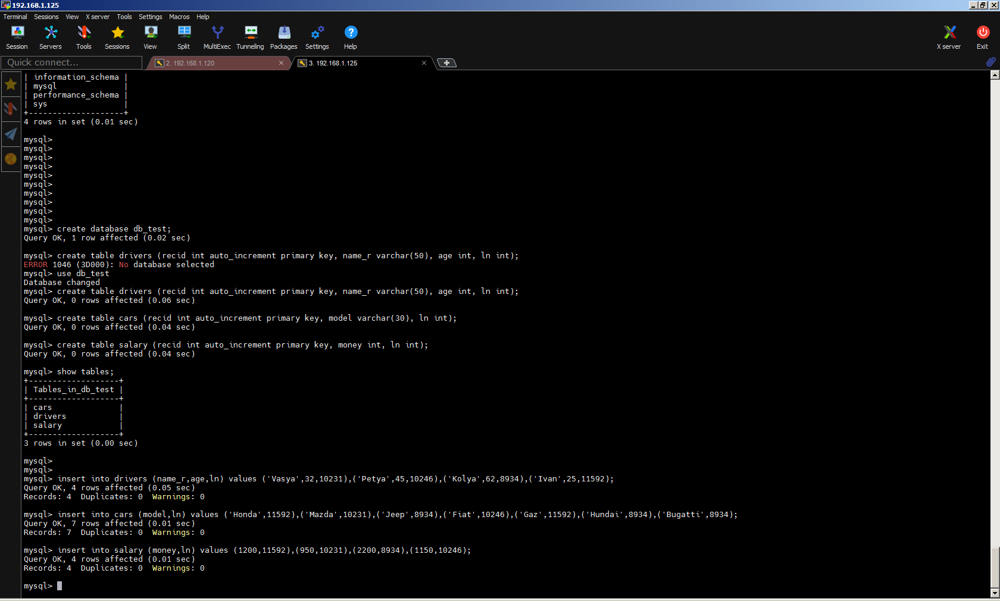 192.168.1.125
Terminal Sessions View X server Tools Settings Macros Help
Session Servers Tools Sessions View Split MultiExec Tunneling Packages Settings Help X server Exit
Quick connect... 2. 192.168.1.120 3. 192.168.1.125
| information_schema |
| mysql              |
| performance_schema |
| sys                |
+--------------------+
4 rows in set (0.01 sec)
mysql>
mysql>
mysql>
mysql>
mysql>
mysql>
mysql>
mysql>
mysql>
mysql>
mysql> create database db_test;
Query OK, 1 row affected (0.02 sec)
mysql> create table drivers (recid int auto_increment primary key, name_r varchar(50), age int, ln int);
ERROR 1046 (3D000): No database selected
mysql> use db_test
Database changed
mysql> create table drivers (recid int auto_increment primary key, name_r varchar(50), age int, ln int);
Query OK, 0 rows affected (0.06 sec)
mysql> create table cars (recid int auto_increment primary key, model varchar(30), ln int);
Query OK, 0 rows affected (0.04 sec)
mysql> create table salary (recid int auto_increment primary key, money int, ln int);
Query OK, 0 rows affected (0.04 sec)
mysql> show tables;
+-------------------+
| Tables_in_db_test |
+-------------------+
| cars              |
| drivers           |
| salary            |
+-------------------+
3 rows in set (0.00 sec)
mysql>
mysql>
mysql> insert into drivers (name_r,age,ln) values ('Vasya',32,10231),('Petya',45,10246),('Kolya',62,8934),('Ivan',25,11592);
Query OK, 4 rows affected (0.05 sec)
Records: 4  Duplicates: 0  Warnings: 0
mysql> insert into cars (model,ln) values ('Honda',11592),('Mazda',10231),('Jeep',8934),('Fiat',10246),('Gaz',11592),('Hundai',8934),('Bugatti',8934);
Query OK, 7 rows affected (0.01 sec)
Records: 7  Duplicates: 0  Warnings: 0
mysql> insert into salary (money,ln) values (1200,11592),(950,10231),(2200,8934),(1150,10246);
Query OK, 4 rows affected (0.01 sec)
Records: 4  Duplicates: 0  Warnings: 0
mysql>